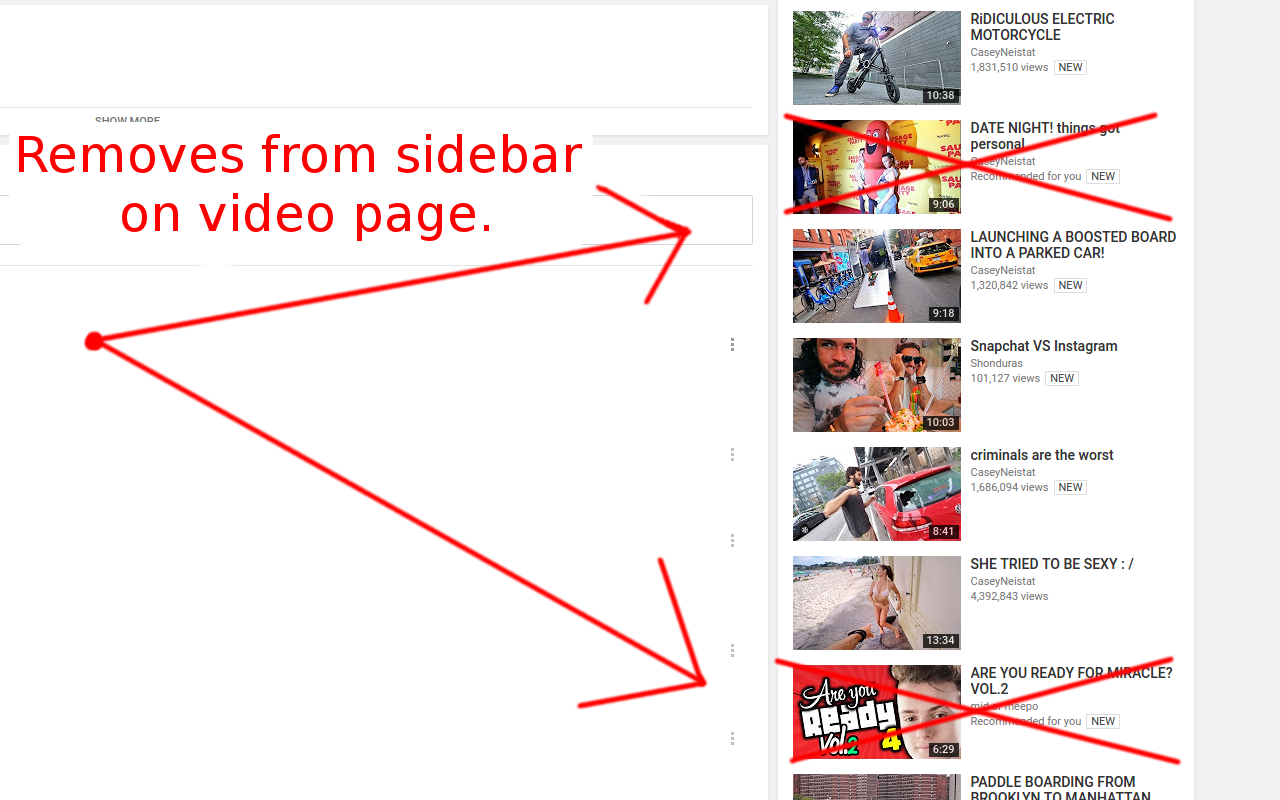 SHOW MORE
Removes from sidebar
on video page.
RiDICULOUS ELECTRIC
MOTORCYCLE
CaseyNeistat
1,831,510 views NEW
10:38
DATE NIGHT! things got
personal
CaseyNeistat
Recommended for you NEW
9:06
LAUNCHING A BOOSTED BOARD
INTO A PARKED CAR!
CaseyNeistat
1,320,842 views NEW
9:18
Snapchat VS Instagram
Shonduras
101,127 views NEW
10:03
criminals are the worst
CaseyNeistat
1,686,094 views NEW
8:41
SHE TRIED TO BE SEXY : /
CaseyNeistat
4,392,843 views
13:34
ARE YOU READY FOR MIRACLE?
VOL.2
meepo
Recommended for you NEW
Are you
Ready
Vol.2 4
6:29
PADDLE BOARDING FROM
BROOKLYN TO MANHATTAN